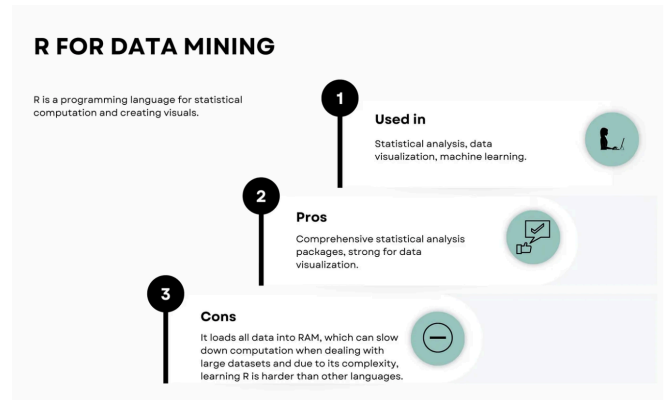 R FOR DATA MINING
R is a programming language for statistical
computation and creating visuals.
1
Used in
Statistical analysis, data
visualization, machine learning.
2
Pros
Comprehensive statistical analysis
packages, strong for data
visualization.
3
Cons
It loads all data into RAM, which can slow
down computation when dealing with
large datasets and due to its complexity,
learning R is harder than other languages.